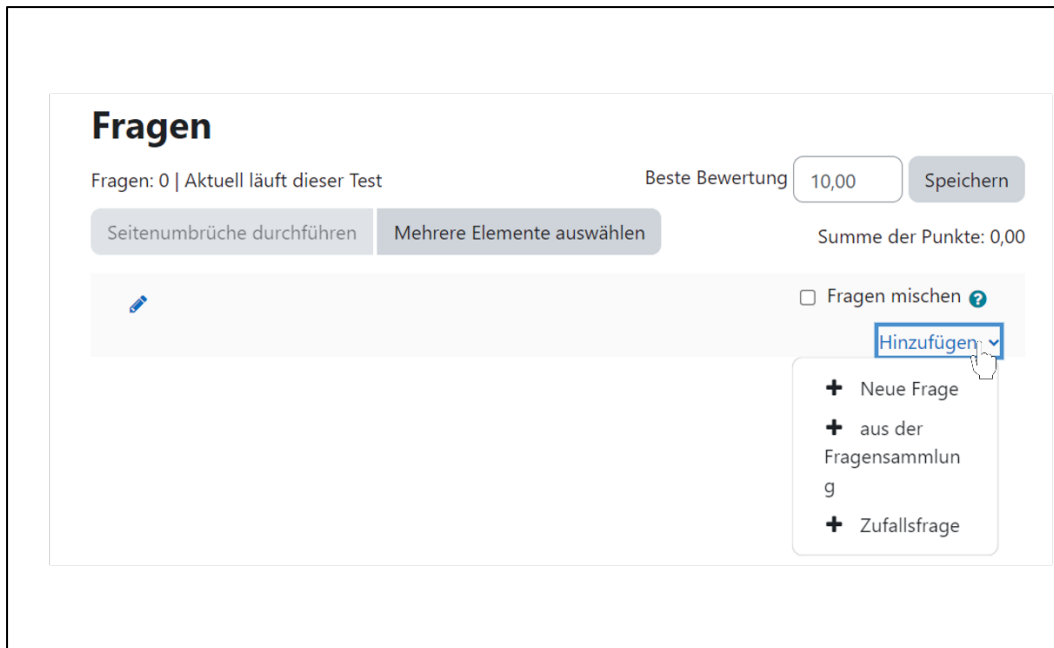 Fragen
Fragen: 0 | Aktuell läuft dieser Test
Beste Bewertung 10,00 Speichern
Seitenumbrüche durchführen Mehrere Elemente auswählen
Summe der Punkte: 0,00
Fragen mischen ?
Hinzufügen
+ Neue Frage
+ aus der
Fragensammlun
g
+ Zufallsfrage